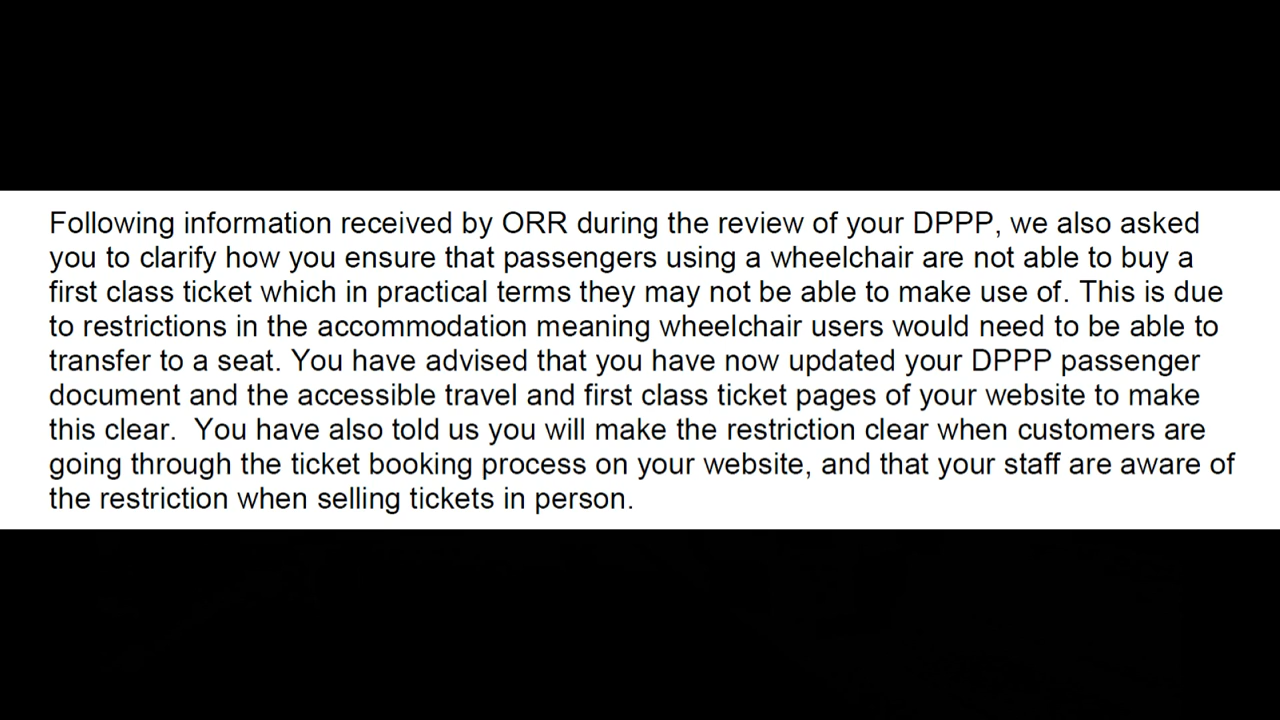 Following information received by ORR during the review of your DPPP, we also asked
you to clarify how you ensure that passengers using a wheelchair are not able to buy a
first class ticket which in practical terms they may not be able to make use of. This is due
to restrictions in the accommodation meaning wheelchair users would need to be able to
transfer to a seat. You have advised that you have now updated your DPPP passenger
document and the accessible travel and first class ticket pages of your website to make
this clear.  You have also told us you will make the restriction clear when customers are
going through the ticket booking process on your website, and that your staff are aware of
the restriction when selling tickets in person.